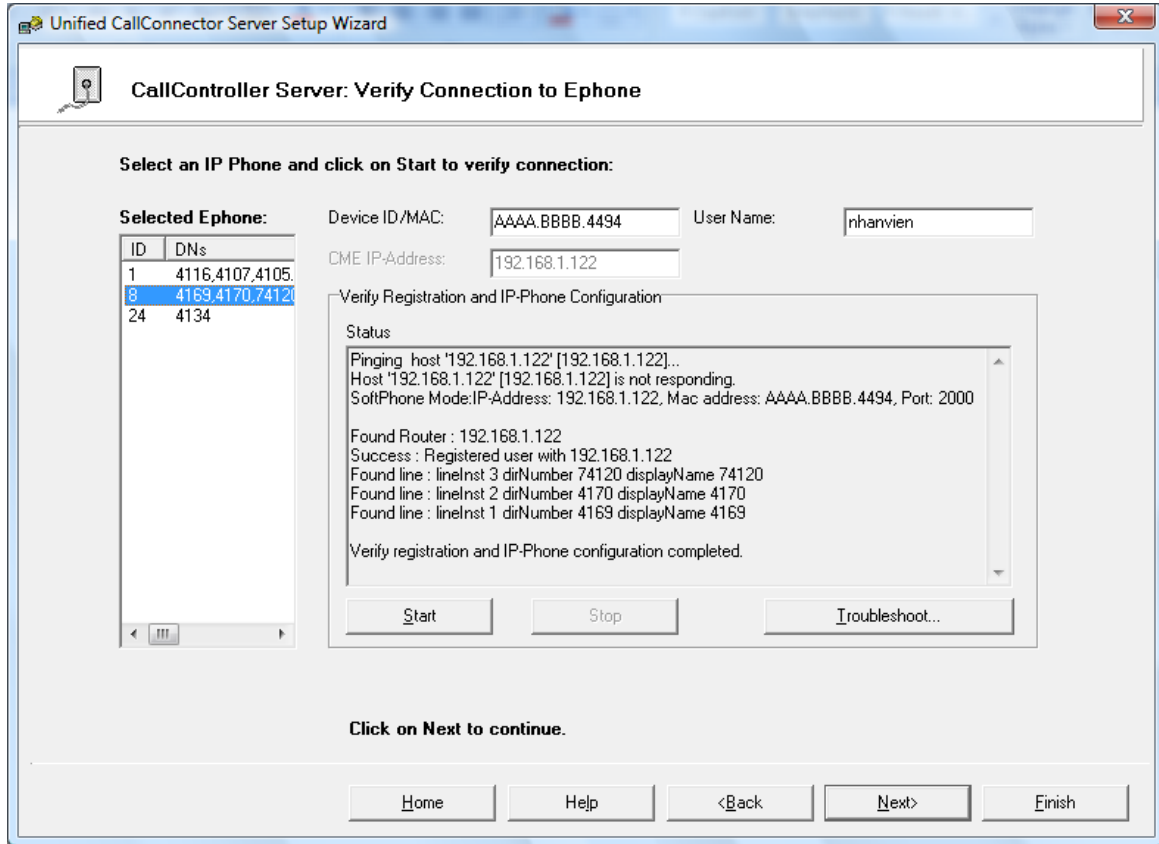 Unified CallConnector Server Setup Wizard
CallController Server: Verify Connection to Ephone
Select an IP Phone and click on Start to verify connection:
Selected Ephone:
ID DNs
1 4116,4107,4105.
8 4169,4170,74120
24 4134
Device ID/MAC: AAAA.BBBB.4494 User Name: nhanvien
CME IP-Address: 192.168.1.122
Verify Registration and IP-Phone Configuration
Status
Pinging host '192.168.1.122' [192.168.1.122]...
Host '192.168.1.122' [192.168.1.122] is not responding.
SoftPhone Mode:IP-Address: 192.168.1.122, Mac address: AAAA.BBBB.4494, Port: 2000
Found Router : 192.168.1.122
Success : Registered user with 192.168.1.122
Found line : lineInst 3 dirNumber 74120 displayName 74120
Found line : lineInst 2 dirNumber 4170 displayName 4170
Found line : lineInst 1 dirNumber 4169 displayName 4169
Verify registration and IP-Phone configuration completed.
Start Stop Troubleshoot...
Click on Next to continue.
Home Help <Back Next> Finish